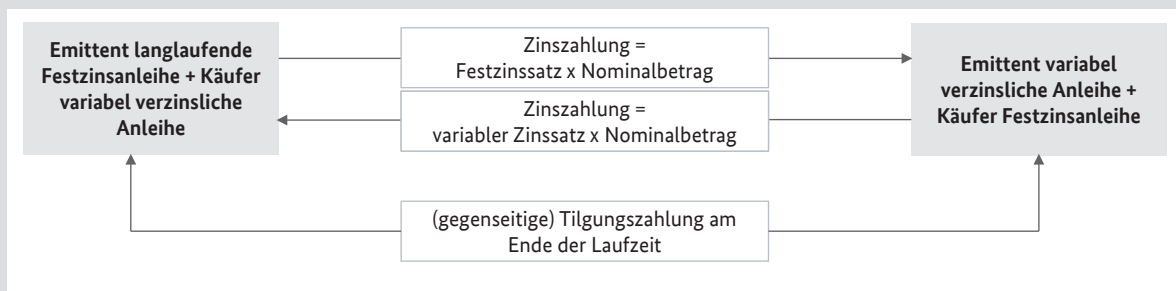 Emittent langlaufende
Festzinsanleihe + Käufer
variabel verzinsliche
Anleihe
Zinszahlung =
Festzinssatz x Nominalbetrag
Zinszahlung =
variabler Zinssatz x Nominalbetrag
Emittent variabel
verzinsliche Anleihe +
Käufer Festzinsanleihe
(gegenseitige) Tilgungszahlung am
Ende der Laufzeit